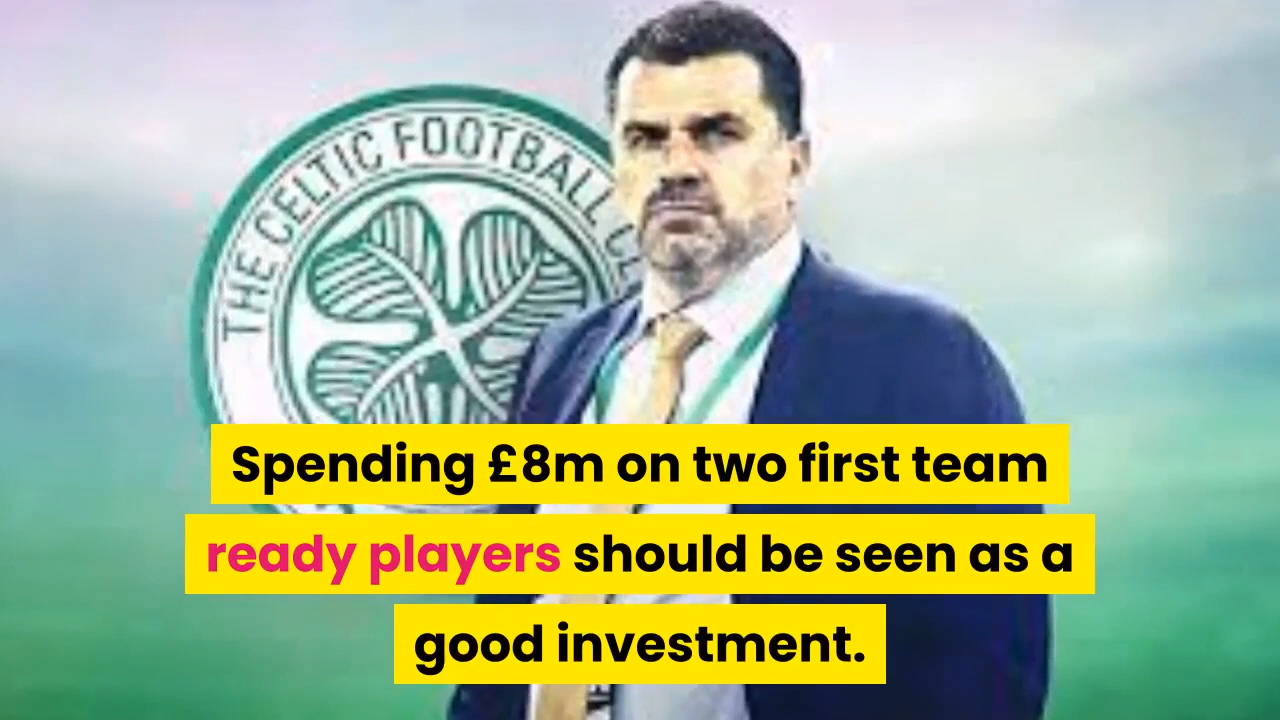 THE CELTIC FOOTBALL
Spending £8m on two first team
ready players should be seen as a
good investment.